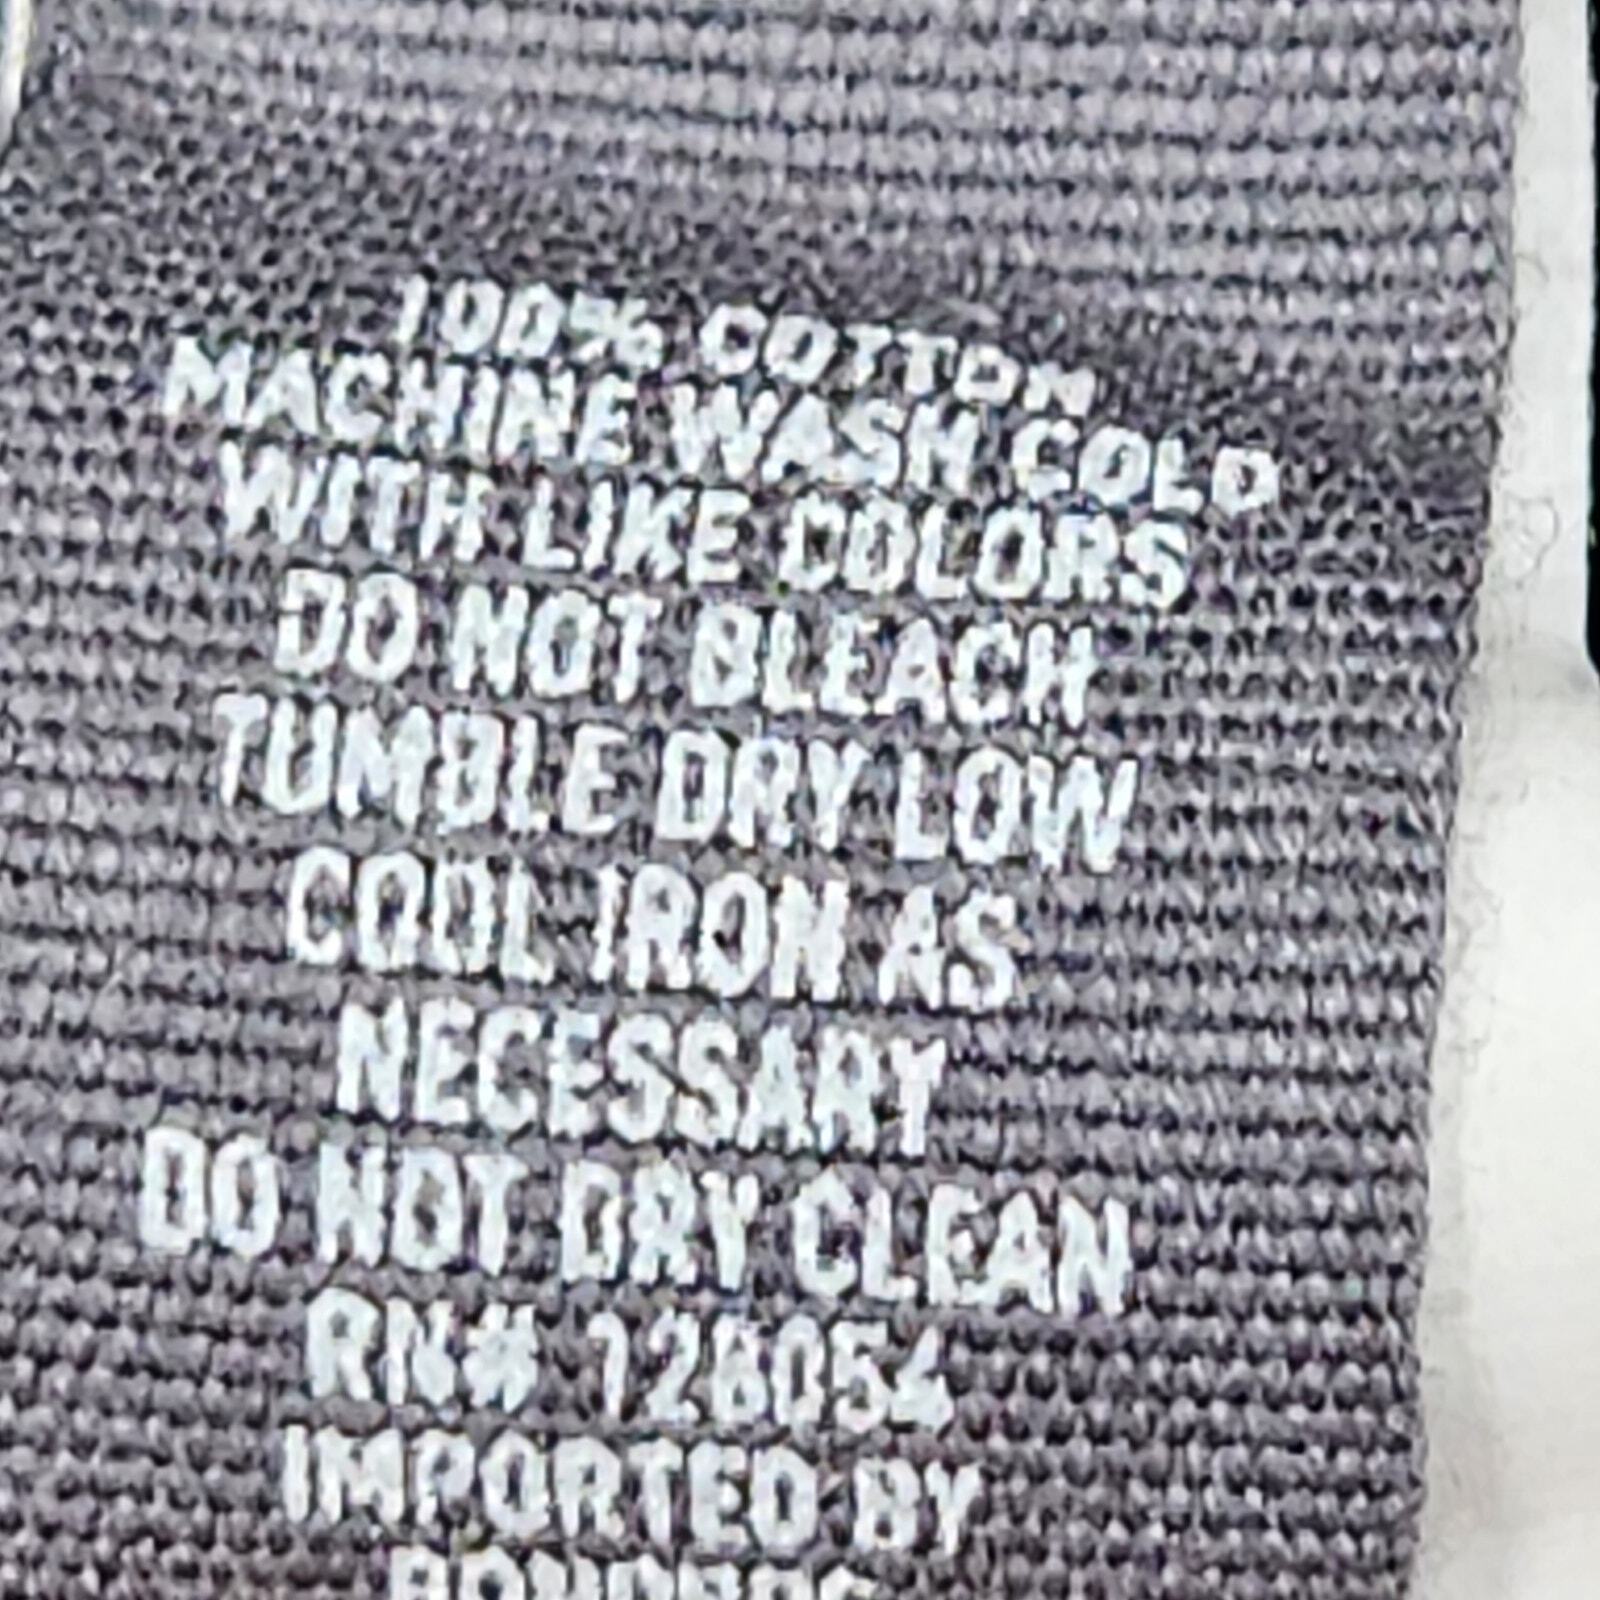 100% COTTON
MACHINE WASH COLD
WITH LIKE COLORS
DO NOT BLEACH
TUMBLE DRY LOW
COOL IRON AS
NECESSARY
DO NOT DRY CLEAN
RN# 128054
IMPORTED BY